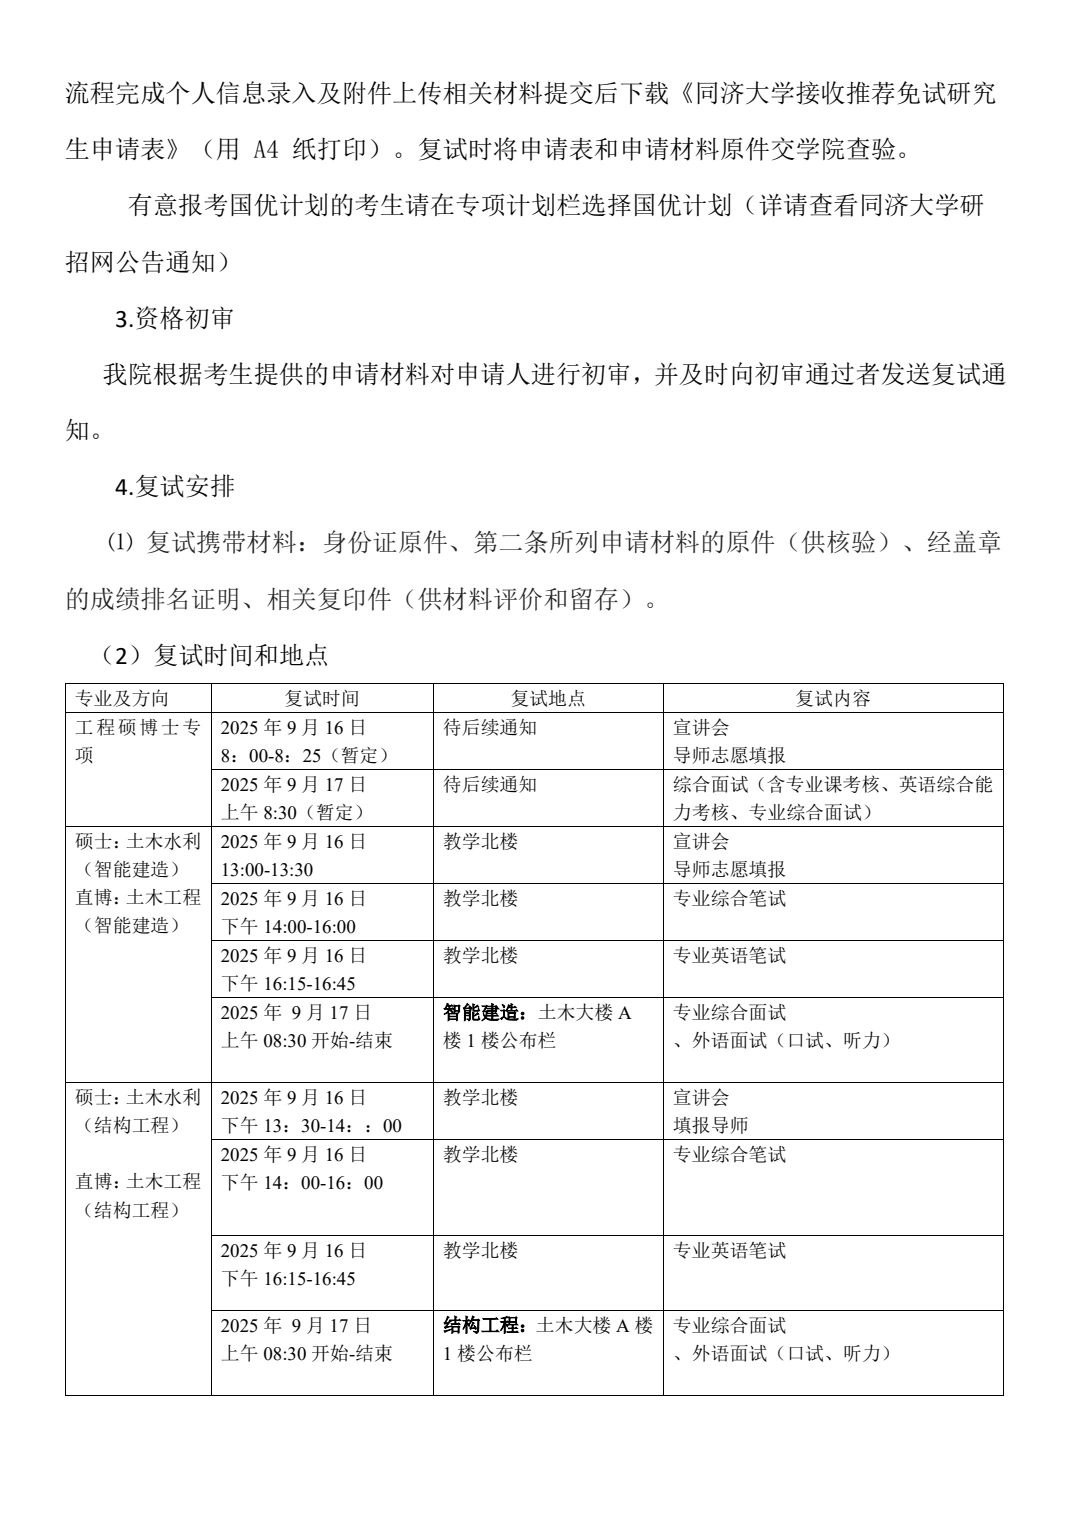 流程完成个人信息录入及附件上传相关材料提交后下载《同济大学接收推荐免试研究
生申请表》（用 A4 纸打印）。复试时将申请表和申请材料原件交学院查验。
有意报考国优计划的考生请在专项计划栏选择国优计划（详请查看同济大学研
招网公告通知）
3.资格初审
我院根据考生提供的申请材料对申请人进行初审，并及时向初审通过者发送复试通
知。
4.复试安排
⑴ 复试携带材料：身份证原件、第二条所列申请材料的原件（供核验）、经盖章
的成绩排名证明、相关复印件（供材料评价和留存）。
（2）复试时间和地点
专业及方向 复试时间 复试地点 复试内容
工程硕博士专
项
2025 年 9 月 16 日
8：00-8：25（暂定）
待后续通知
宣讲会
导师志愿填报
2025 年 9 月 17 日
上午 8:30（暂定）
待后续通知
综合面试（含专业课考核、英语综合能
力考核、专业综合面试）
硕士：土木水利
（智能建造）
直博：土木工程
（智能建造）
2025 年 9 月 16 日
13:00-13:30
教学北楼
宣讲会
导师志愿填报
2025 年 9 月 16 日
下午 14:00-16:00
教学北楼
专业综合笔试
2025 年 9 月 16 日
下午 16:15-16:45
教学北楼
专业英语笔试
2025 年 9 月 17 日
上午 08:30 开始-结束
智能建造：土木大楼 A
楼 1 楼公布栏
专业综合面试
、外语面试（口试、听力）
硕士：土木水利
（结构工程）
直博：土木工程
（结构工程）
2025 年 9 月 16 日
下午 13：30-14：：00
教学北楼
宣讲会
填报导师
2025 年 9 月 16 日
下午 14：00-16：00
教学北楼
专业综合笔试
2025 年 9 月 16 日
下午 16:15-16:45
教学北楼
专业英语笔试
2025 年 9 月 17 日
上午 08:30 开始-结束
结构工程：土木大楼 A 楼
1 楼公布栏
专业综合面试
、外语面试（口试、听力）